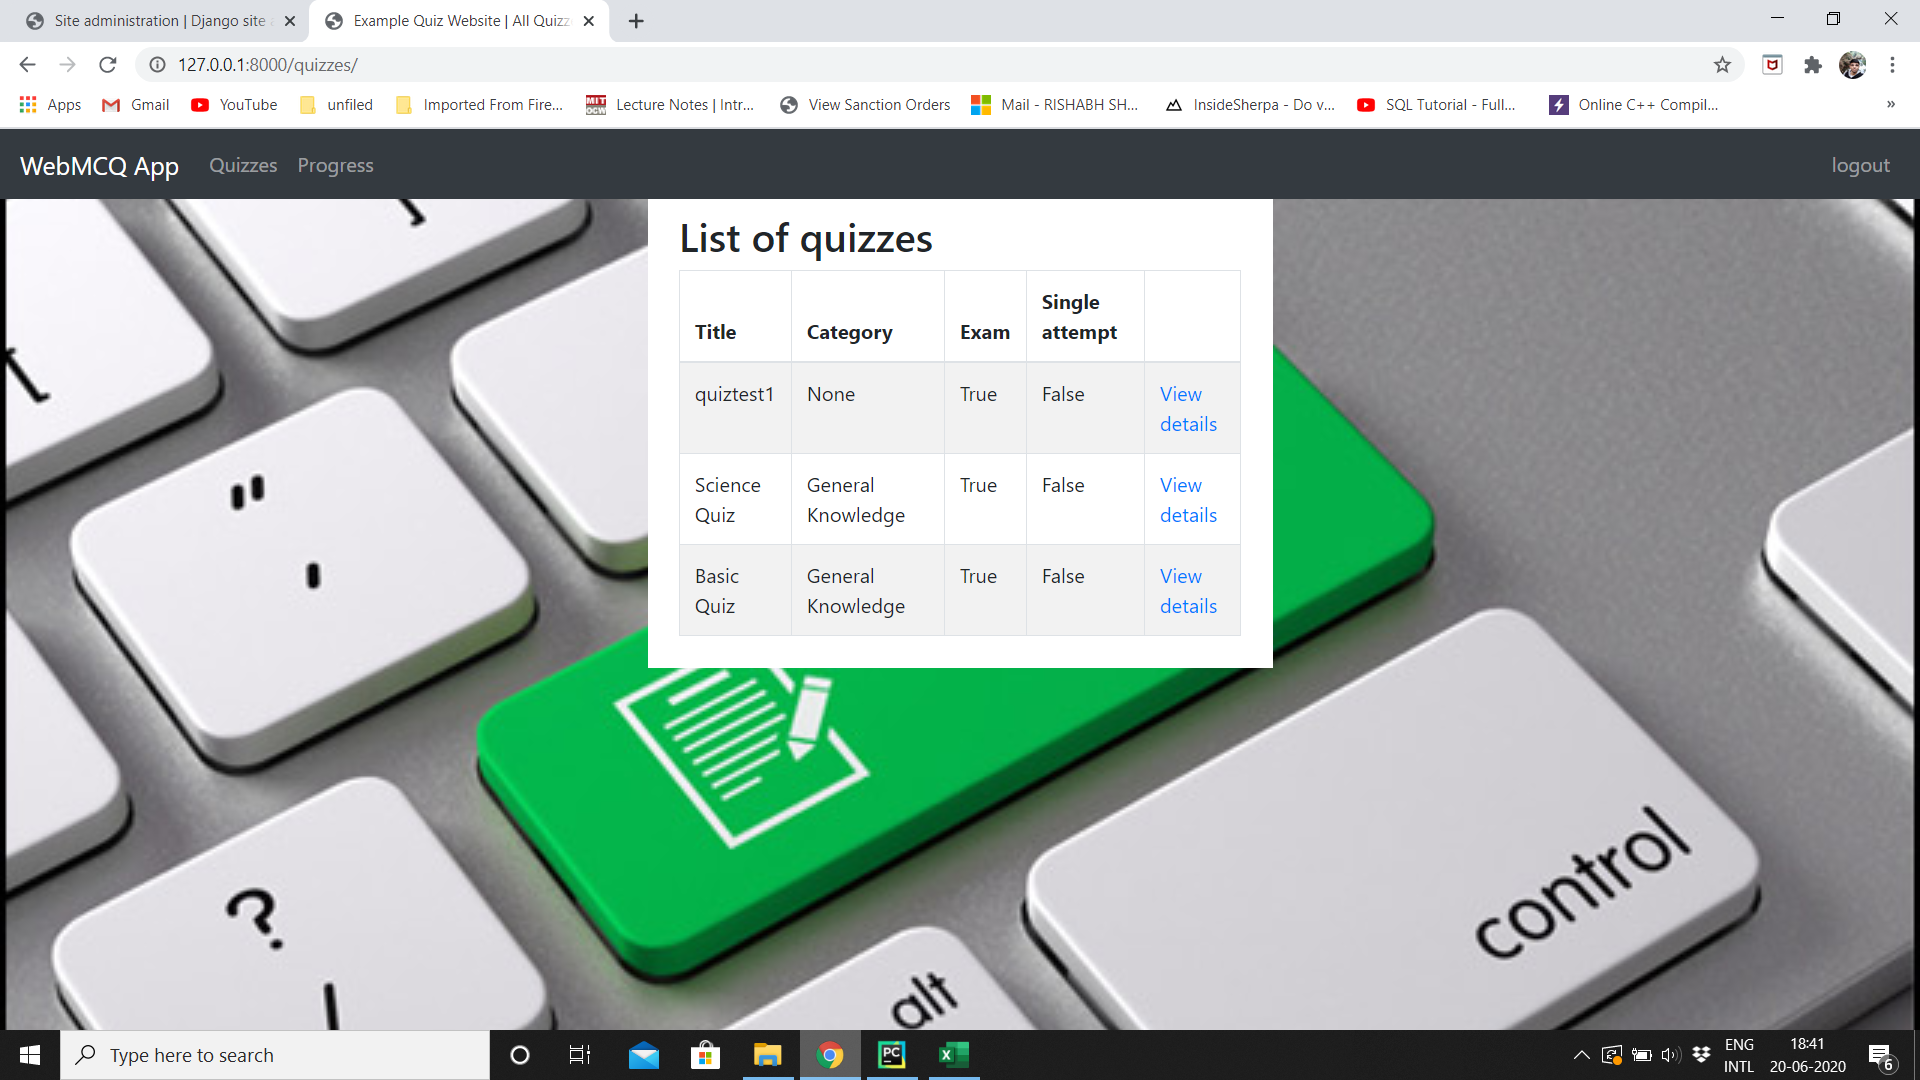 Site administration | Django site
Example Quiz Website | All Quizz
127.0.0.1:8000/quizzes/
Apps Gmail YouTube unfiled Imported From Fire... MIT OCW Lecture Notes | Intr... View Sanction Orders Mail - RISHABH SH... InsideSherpa - Do v... SQL Tutorial - Full... Online C++ Compil... »
WebMCQ App Quizzes Progress logout
List of quizzes
Title Category Exam Single attempt
quiztest1 None True False View details
Science Quiz General Knowledge True False View details
Basic Quiz General Knowledge True False View details
]
[
"
'
?
/
alt
control
Type here to search
PC
X
ENG
INTL
18:41
20-06-2020
6